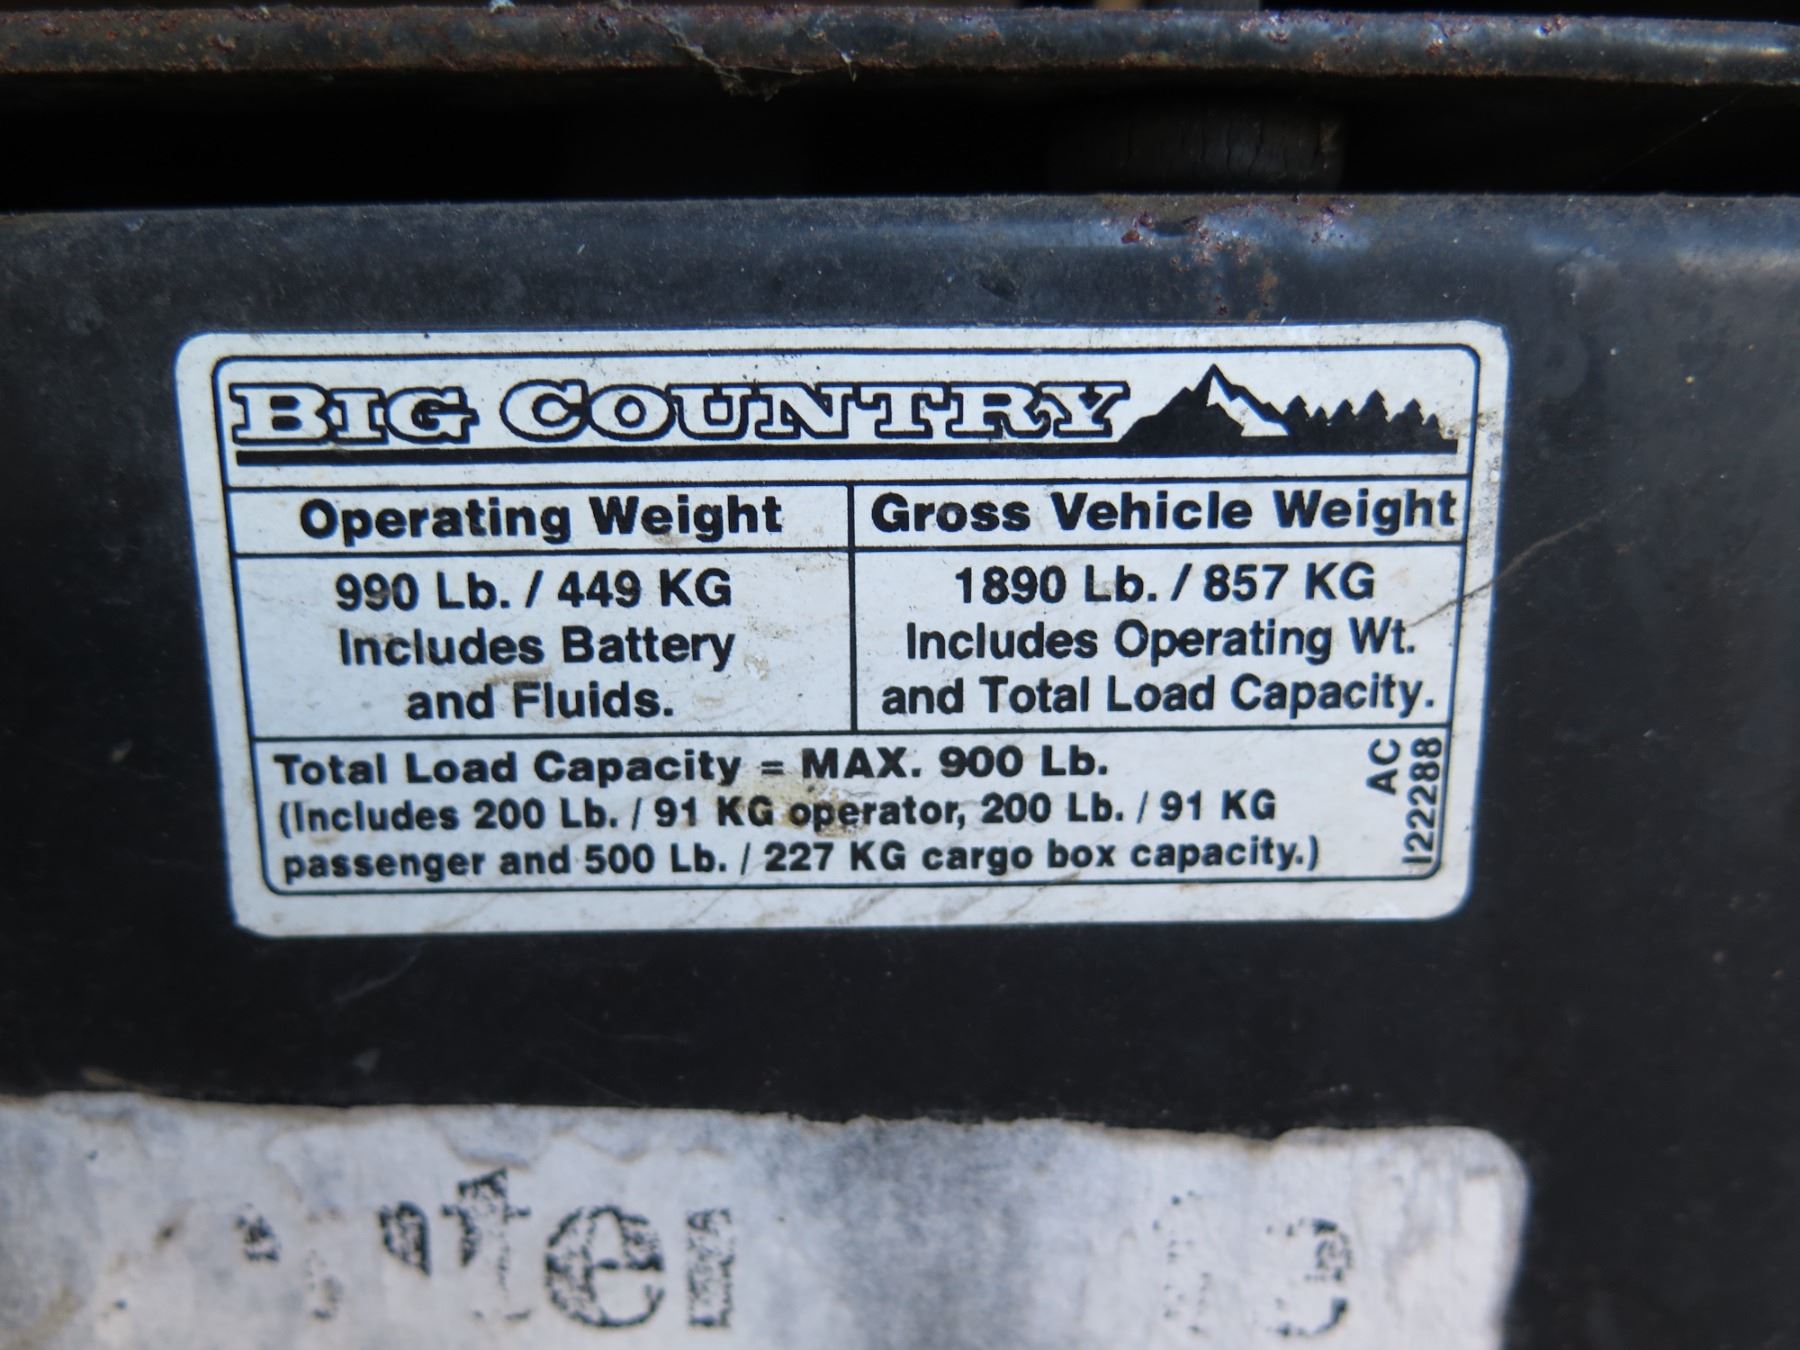 BIG COUNTRY
Operating Weight
990 Lb. / 449 KG
Includes Battery
and Fluids.
Gross Vehicle Weight
1890 Lb. / 857 KG
Includes Operating Wt.
and Total Load Capacity.
Total Load Capacity = MAX. 900 Lb.
(Includes 200 Lb. / 91 KG operator, 200 Lb. / 91 KG
passenger and 500 Lb. / 227 KG cargo box capacity.)
AC
I22288